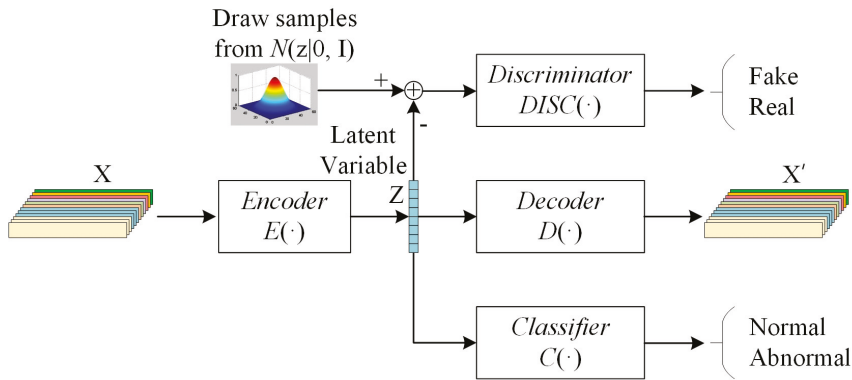 Draw samples
from N(z|0, I)
+
-
Discriminator
DISC(·)
Fake
Real
Latent
Variable
X
Encoder
E(·)
Z
Decoder
D(·)
X′
Classifier
C(·)
Normal
Abnormal